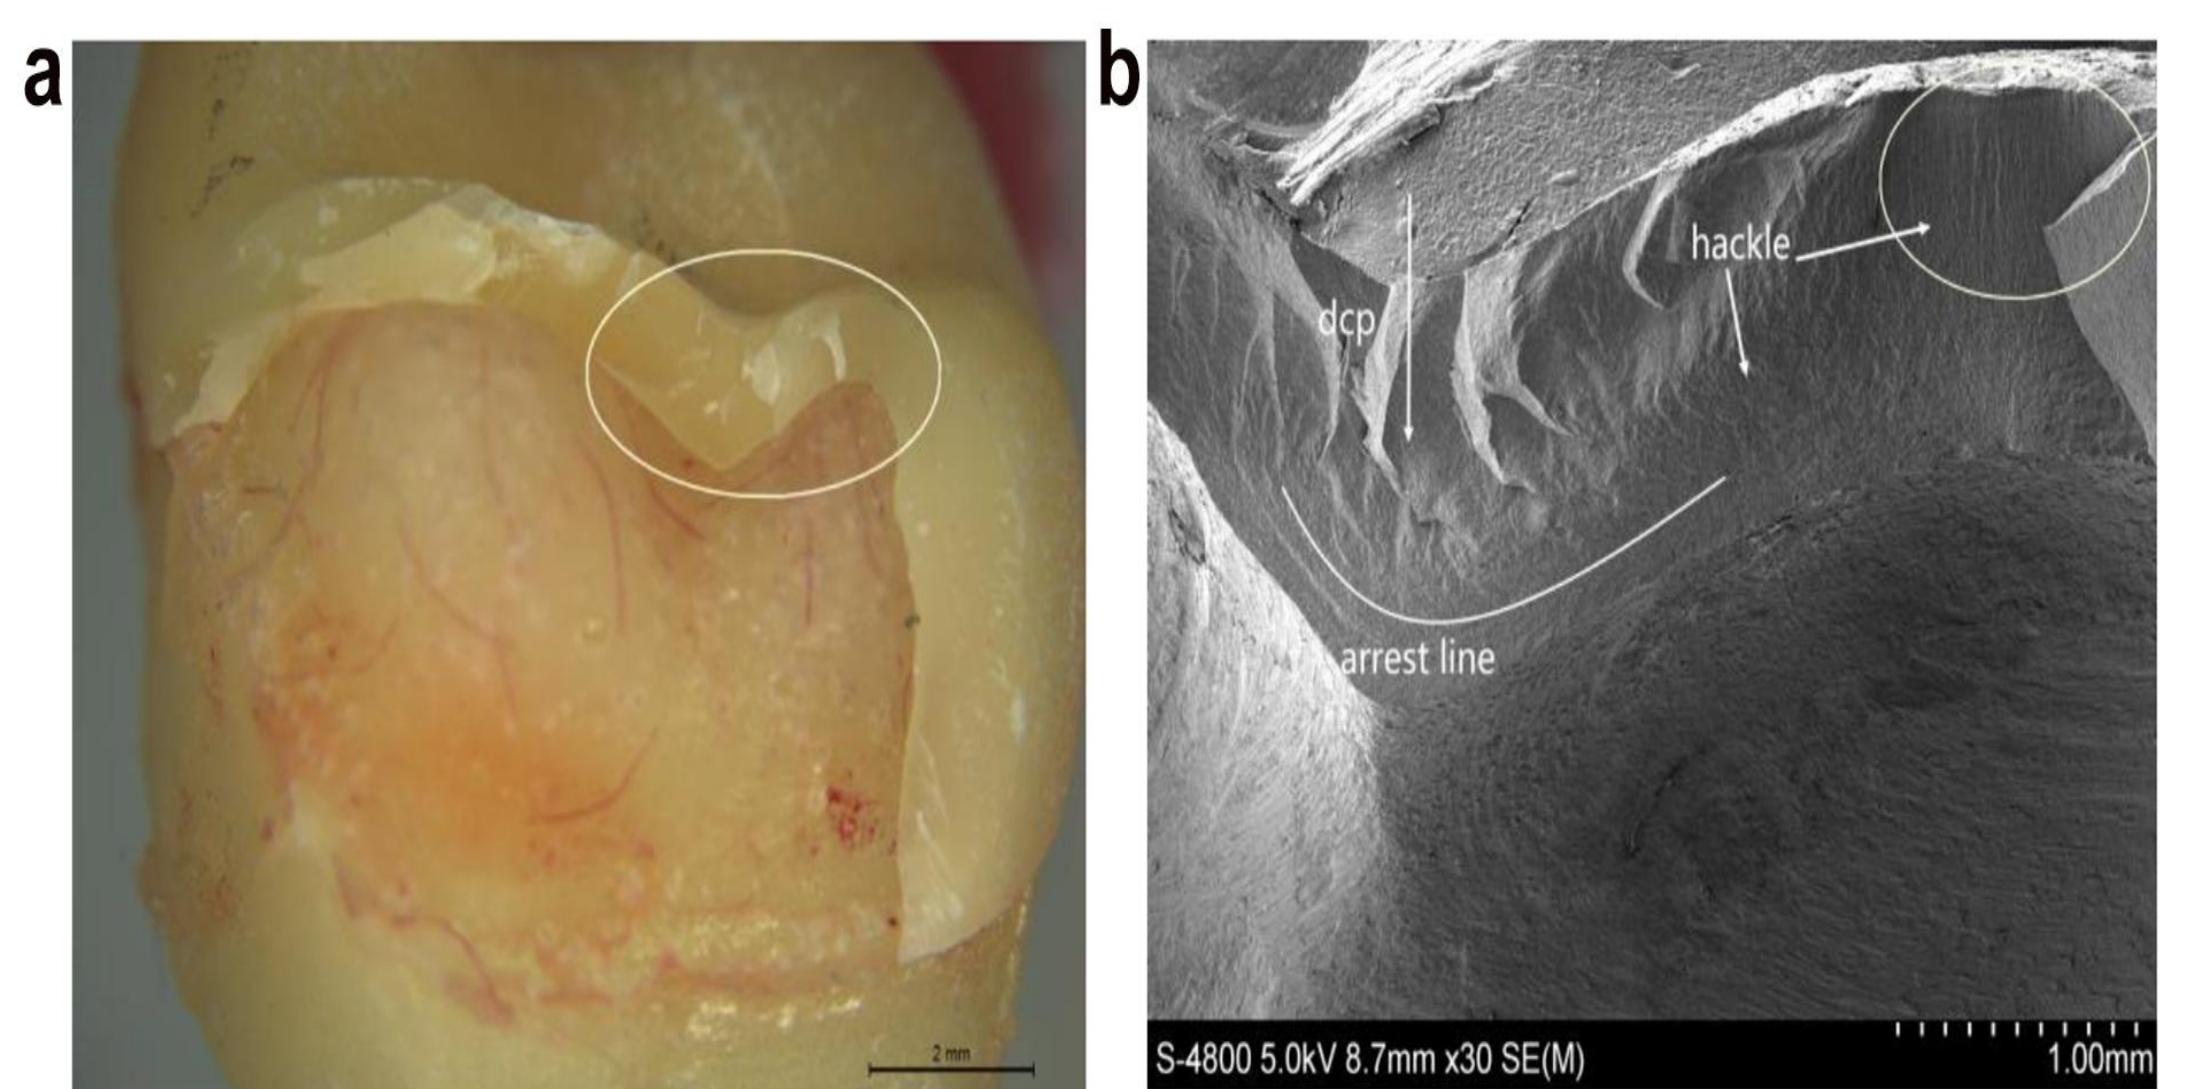 a
b
2 mm
hackle
dcp
arrest line
S-4800 5.0kV 8.7mm x30 SE(M)
1.00mm